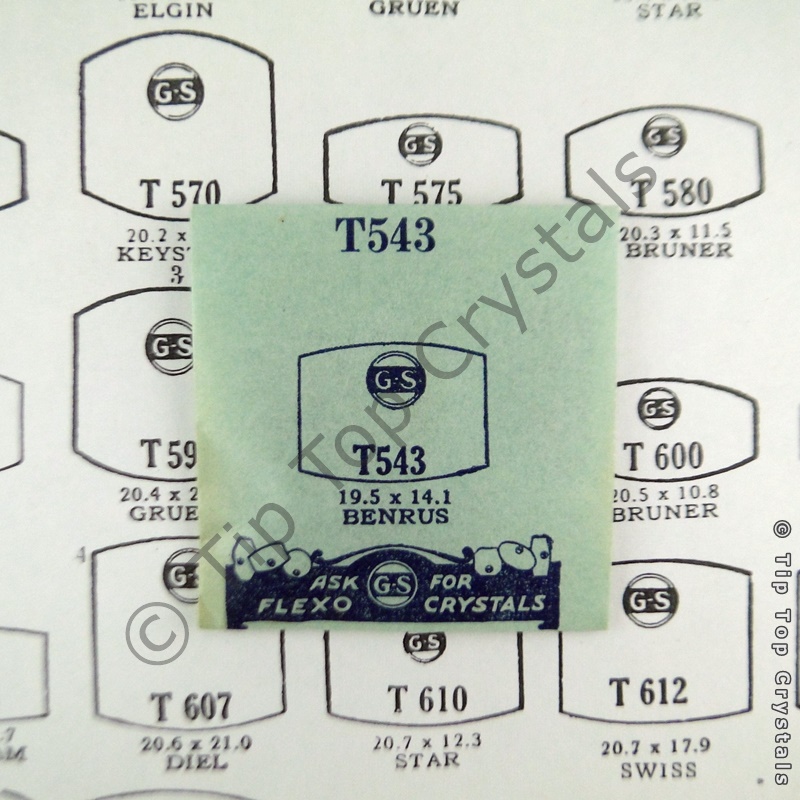 ELGIN
GRUEN
STAR
G-S
T 570
G-S
T 575
G-S
T 580
20.2 x
KEYST
3
20.3 x 11.5
BRUNER
T543
G-S
T543
19.5 x 14.1
BENRUS
ASK G-S FOR
FLEXO CRYSTALS
G-S
T 59
20.4 x 2
GRUE
G-S
T 600
20.5 x 10.8
BRUNER
4
G-S
T 607
20.6 x 21.0
DIEL
G-S
T 610
20.7 x 12.3
STAR
G-S
T 612
20.7 x 17.9
SWISS
© Tip Top Crystals
© Tip Top Crystals